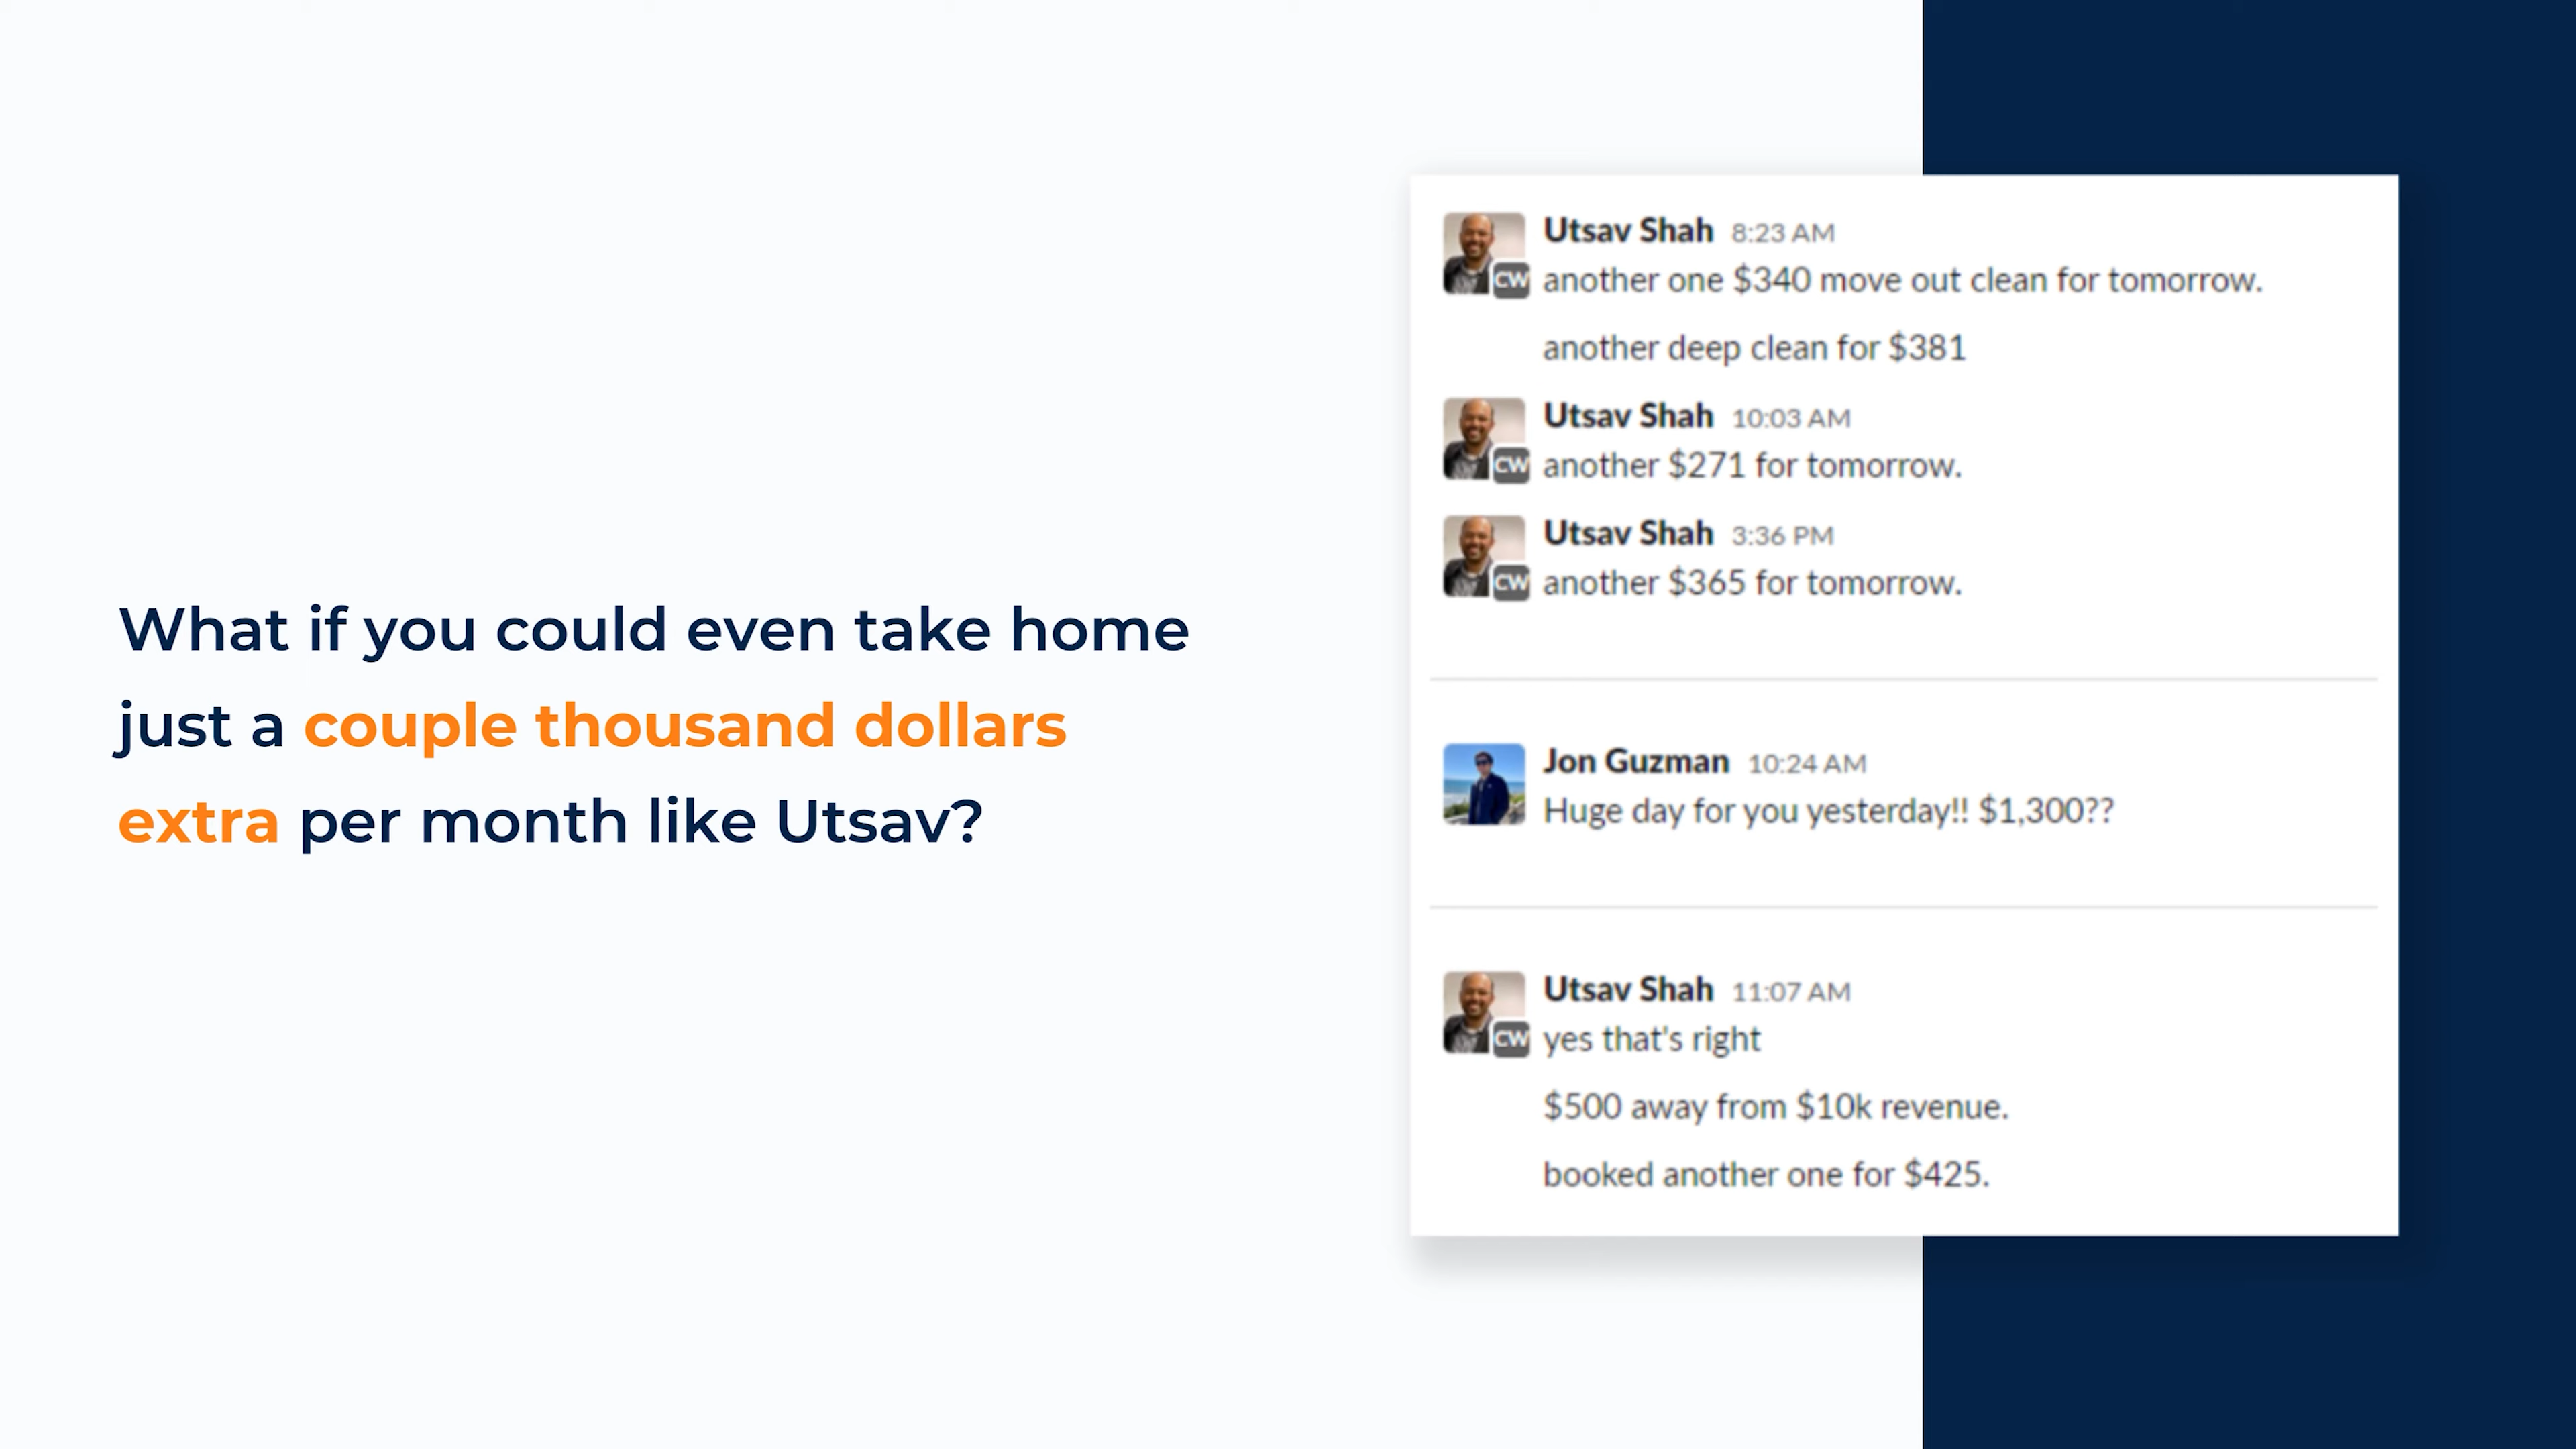 What if you could even take home
just a couple thousand dollars
extra per month like Utsav?
Utsav Shah 8:23 AM
CW another one $340 move out clean for tomorrow.
another deep clean for $381
Utsav Shah 10:03 AM
CW another $271 for tomorrow.
Utsav Shah 3:36 PM
CW another $365 for tomorrow.
Jon Guzman 10:24 AM
Huge day for you yesterday!! $1,300??
Utsav Shah 11:07 AM
CW yes that's right
$500 away from $10k revenue.
booked another one for $425.